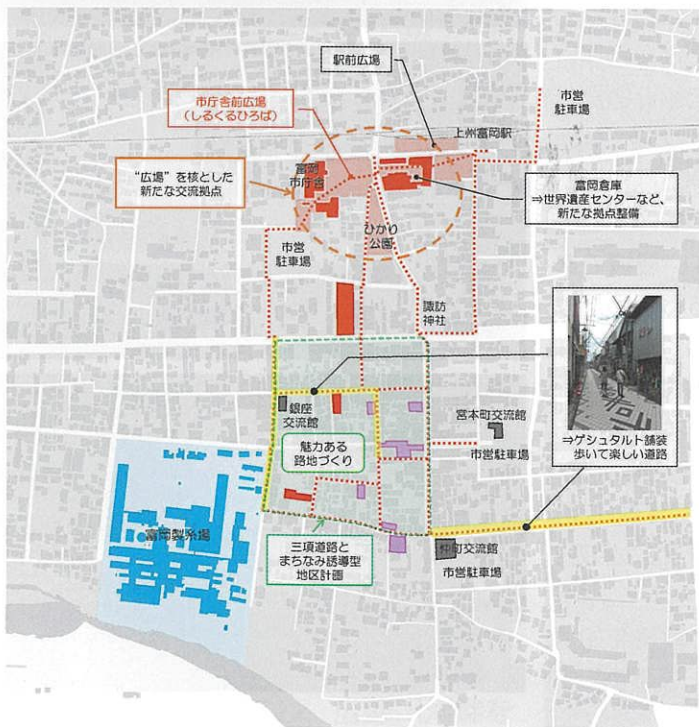 駅前広場
市営
駐車場
市庁舎前広場
(しるくるひろば)
上州富岡駅
“広場”を核とした
新たな交流拠点
富岡
市庁舎
富岡倉庫
⇒世界遺産センターなど、
新たな拠点整備
ひかり
公園
市営
駐車場
諏訪
神社
銀座
交流館
宮本町交流館
魅力ある
路地づくり
市営駐車場
⇒ゲシュタルト舗装
歩いて楽しい道路
富岡製糸場
三項道路と
まちなみ誘導型
地区計画
仲町交流館
市営駐車場